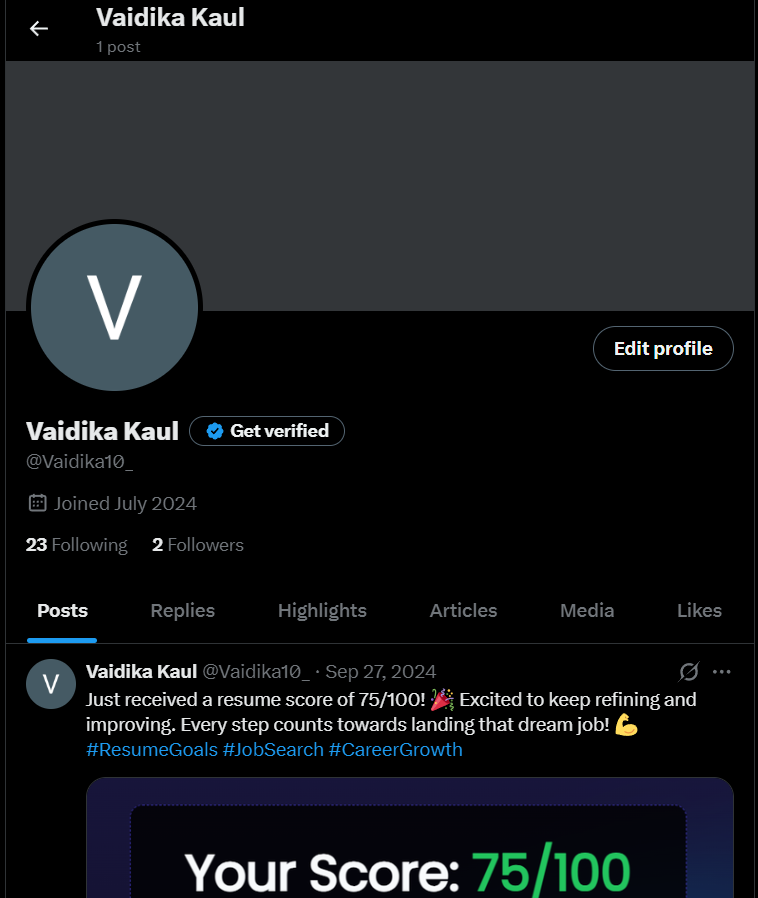 Vaidika Kaul
1 post
V
Edit profile
Vaidika Kaul Get verified
@Vaidika10_
Joined July 2024
23 Following 2 Followers
Posts Replies Highlights Articles Media Likes
V
Vaidika Kaul @Vaidika10_ · Sep 27, 2024
Just received a resume score of 75/100! 🎉 Excited to keep refining and
improving. Every step counts towards landing that dream job! 💪
#ResumeGoals #JobSearch #CareerGrowth
Your Score: 75/100